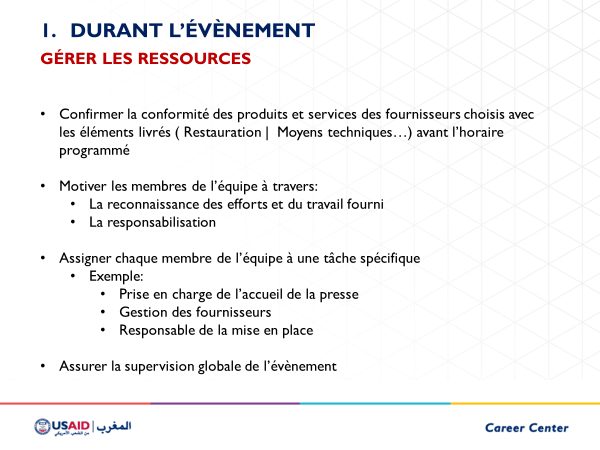 1. DURANT L'ÉVÈNEMENT
GÉRER LES RESSOURCES
• Confirmer la conformité des produits et services des fournisseurs choisis avec
les éléments livrés ( Restauration | Moyens techniques…) avant l'horaire
programmé
• Motiver les membres de l'équipe à travers:
• La reconnaissance des efforts et du travail fourni
• La responsabilisation
• Assigner chaque membre de l'équipe à une tâche spécifique
• Exemple:
• Prise en charge de l'accueil de la presse
• Gestion des fournisseurs
• Responsable de la mise en place
• Assurer la supervision globale de l'évènement
USAID | المغرب
من الشعب الأمريكي
Career Center